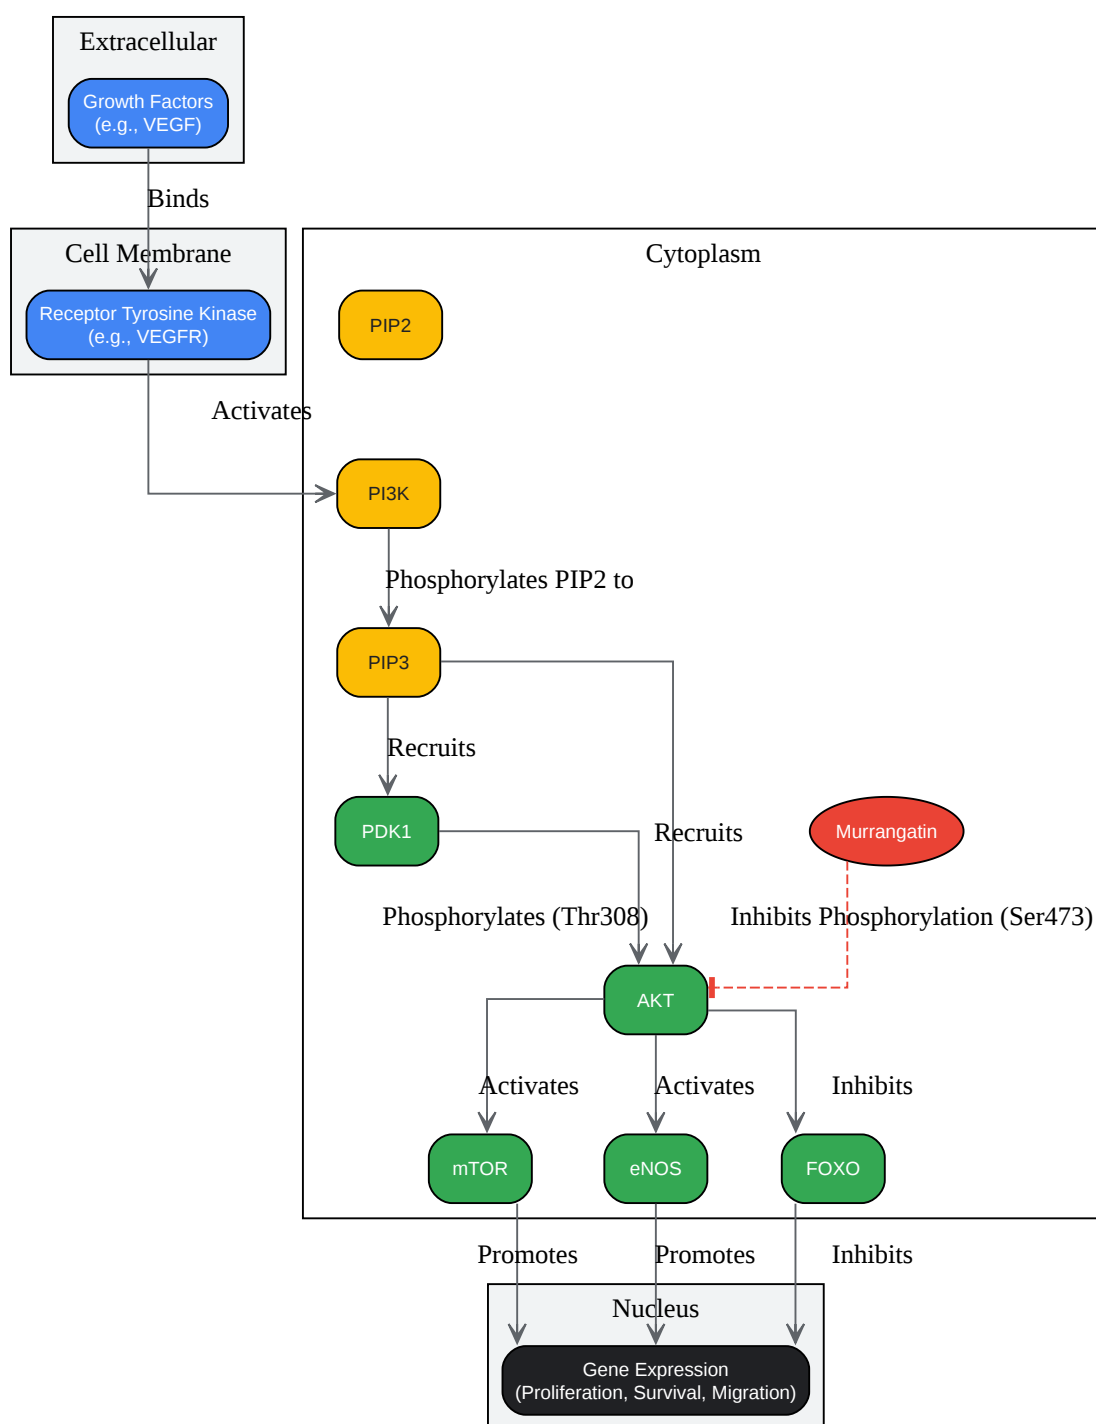 Extracellular
Growth Factors
(e.g., VEGF)
Binds
Cell Membrane
Receptor Tyrosine Kinase
(e.g., VEGFR)
Cytoplasm
PIP2
Activates
PI3K
Phosphorylates PIP2 to
PIP3
Recruits
PDK1
Recruits
Murrangatin
Phosphorylates (Thr308)
Inhibits Phosphorylation (Ser473)
AKT
Activates
Activates
Inhibits
mTOR
eNOS
FOXO
Promotes
Promotes
Inhibits
Nucleus
Gene Expression
(Proliferation, Survival, Migration)